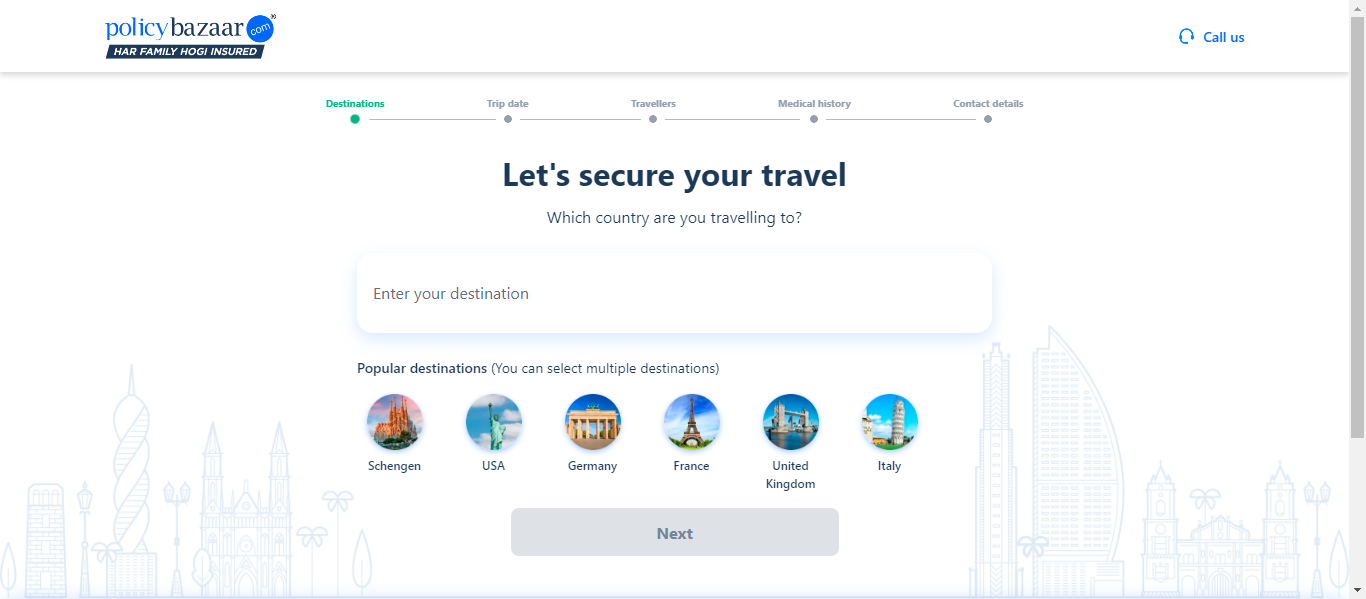 policybazaar.com®
HAR FAMILY HOGI INSURED
Call us
Destinations
Trip date
Travellers
Medical history
Contact details
Let's secure your travel
Which country are you travelling to?
Enter your destination
Popular destinations (You can select multiple destinations)
Schengen
USA
Germany
France
United
Kingdom
Italy
Next